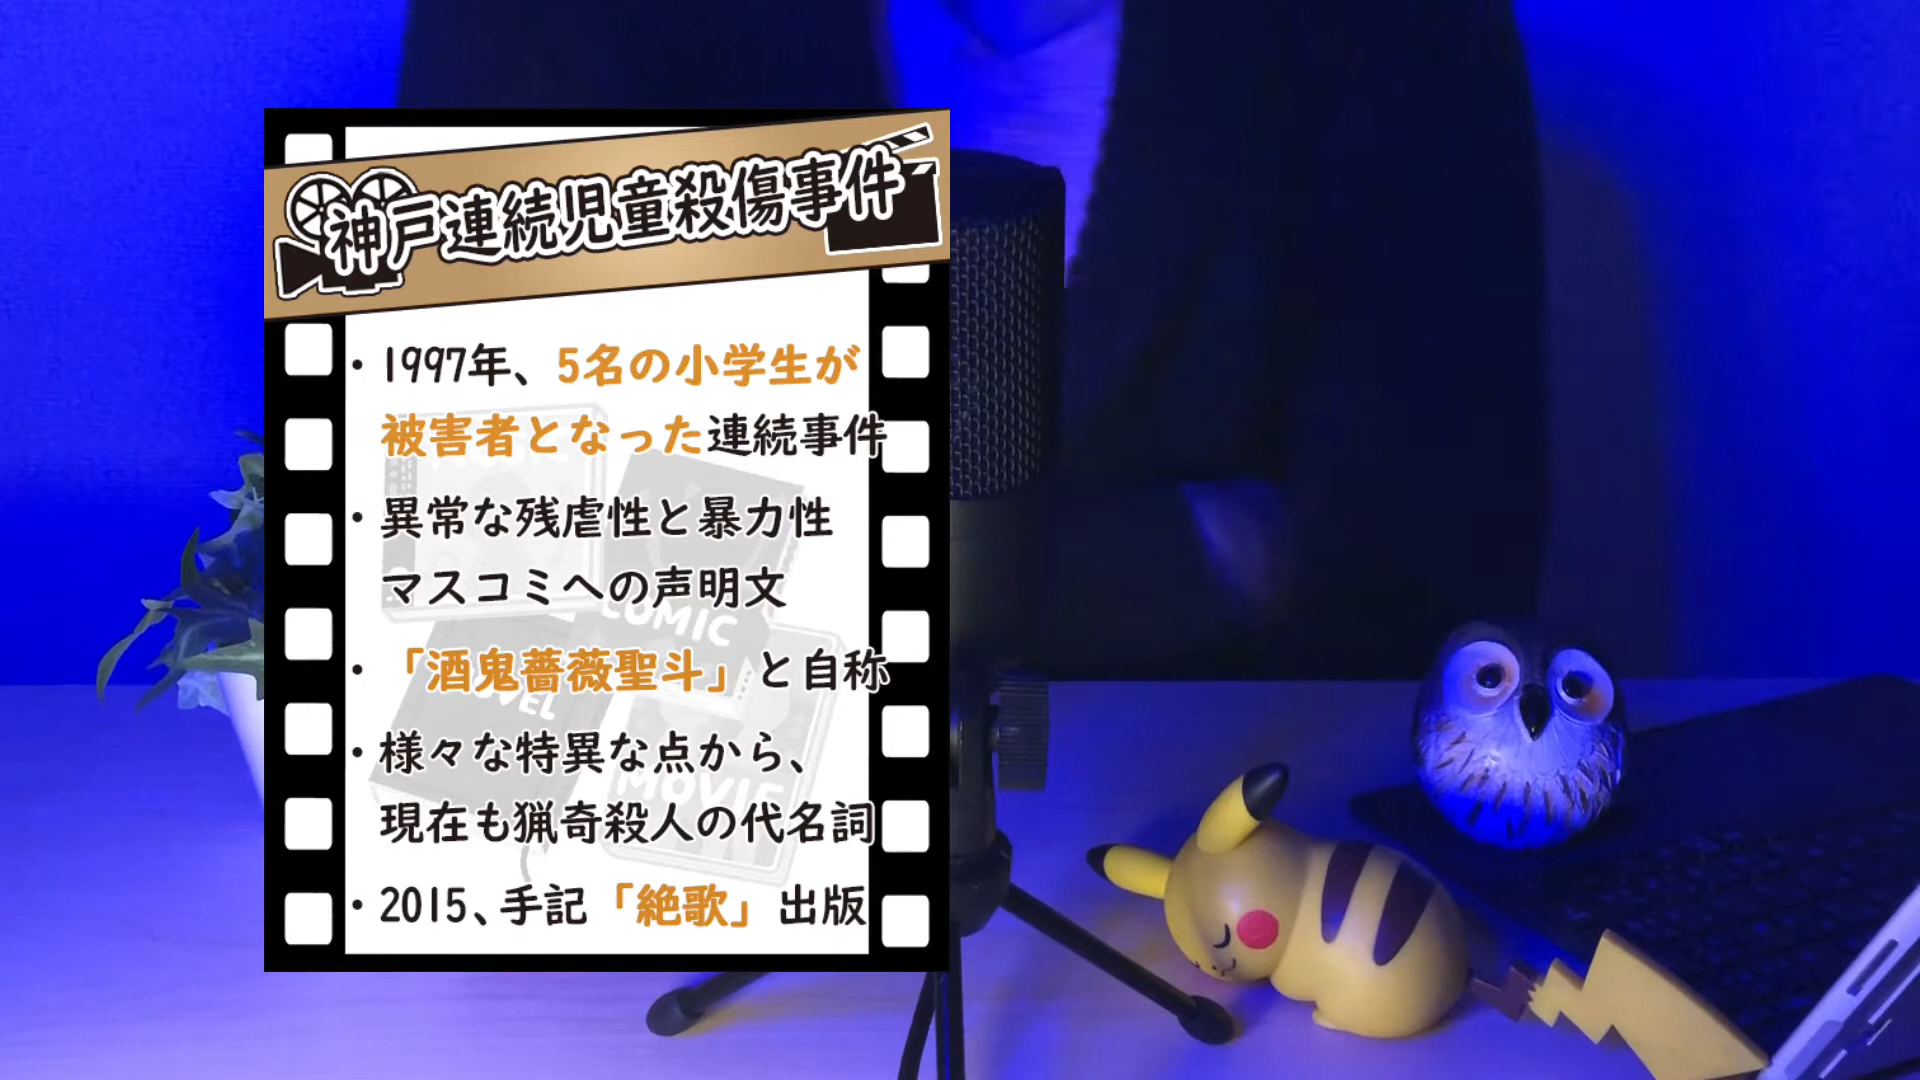 神戸連続児童殺傷事件
・1997年、5名の小学生が
被害者となった連続事件
・異常な残虐性と暴力性
マスコミへの声明文
・「酒鬼薔薇聖斗」と自称
・様々な特異な点から、
現在も猟奇殺人の代名詞
・2015、手記「絶歌」出版
COMIC
MOVIE